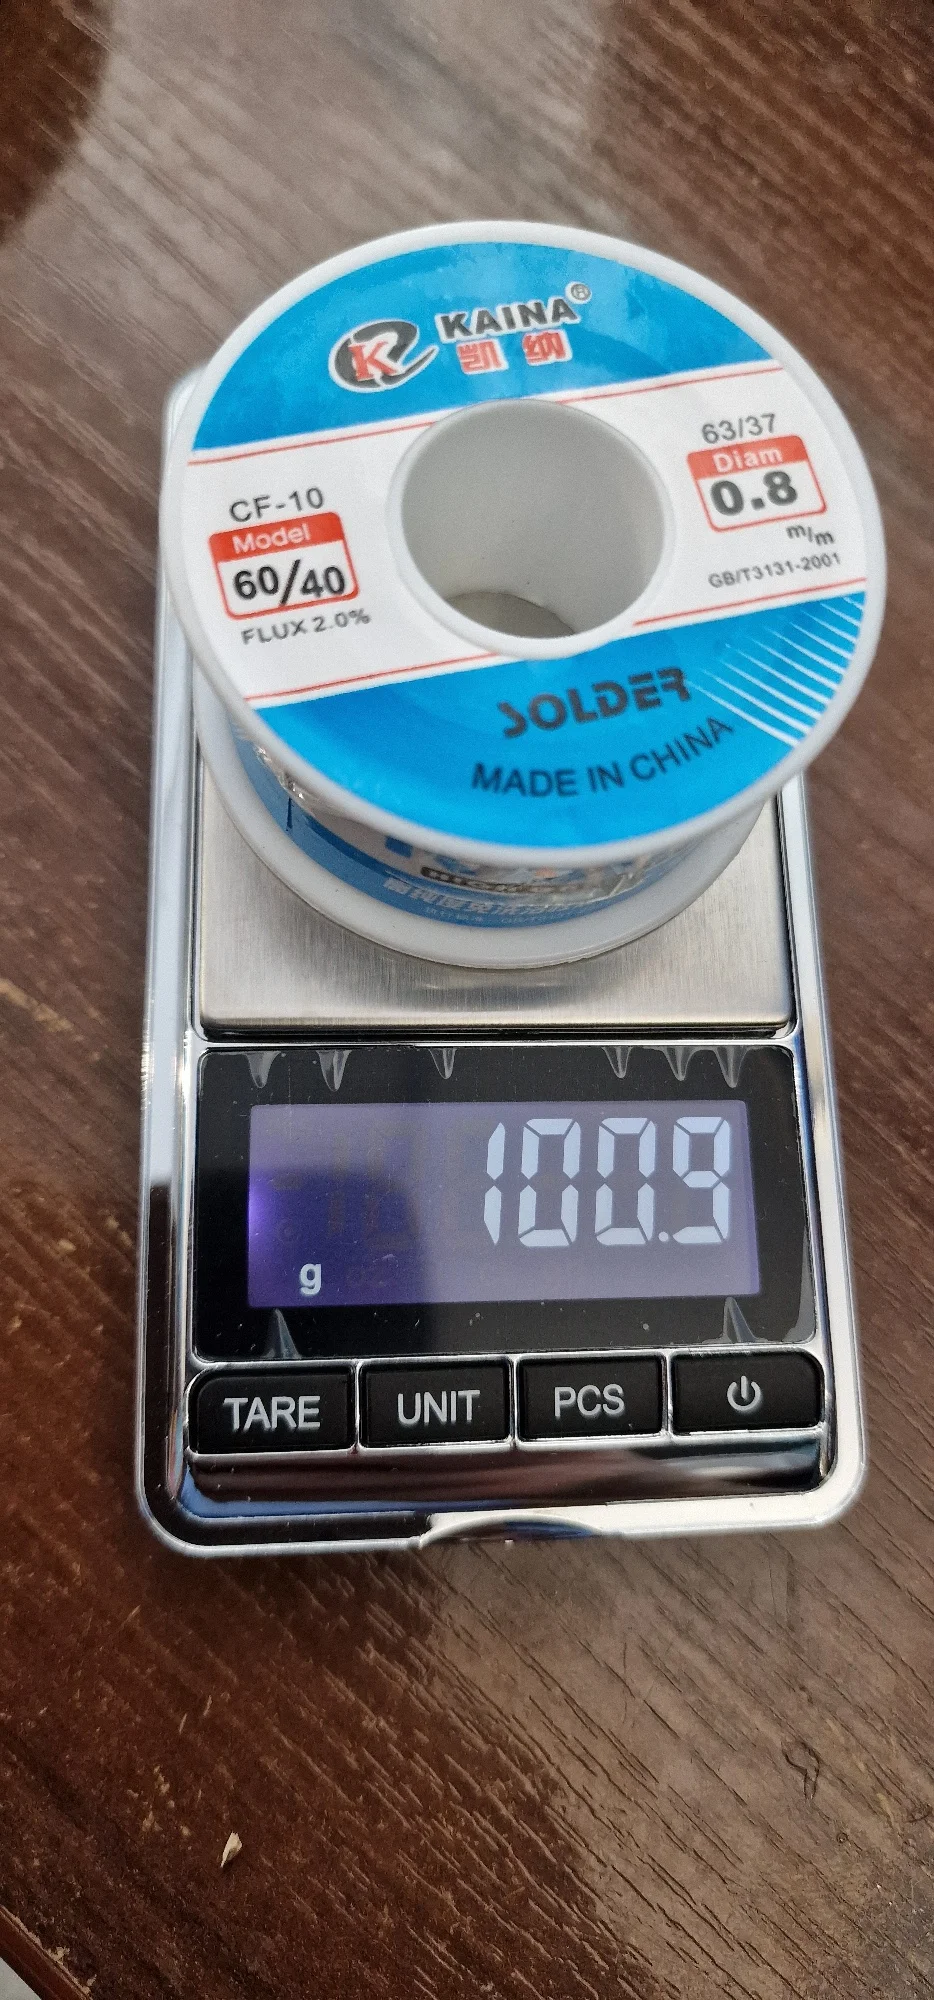 KAINA®
凯纳
CF-10
Model
60/40
FLUX 2.0%
63/37
Diam
0.8
m/m
GB/T3131-2001
SOLDER
MADE IN CHINA
100.9
g
TARE
UNIT
PCS